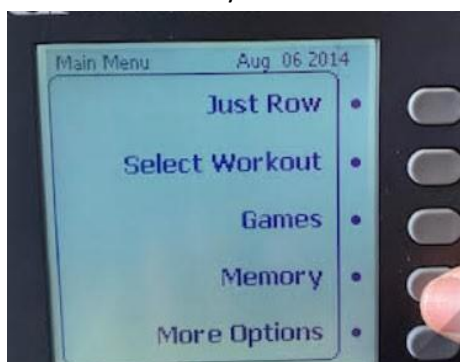 Main Menu Aug 06 2014
Just Row
Select Workout
Games
Memory
More Options